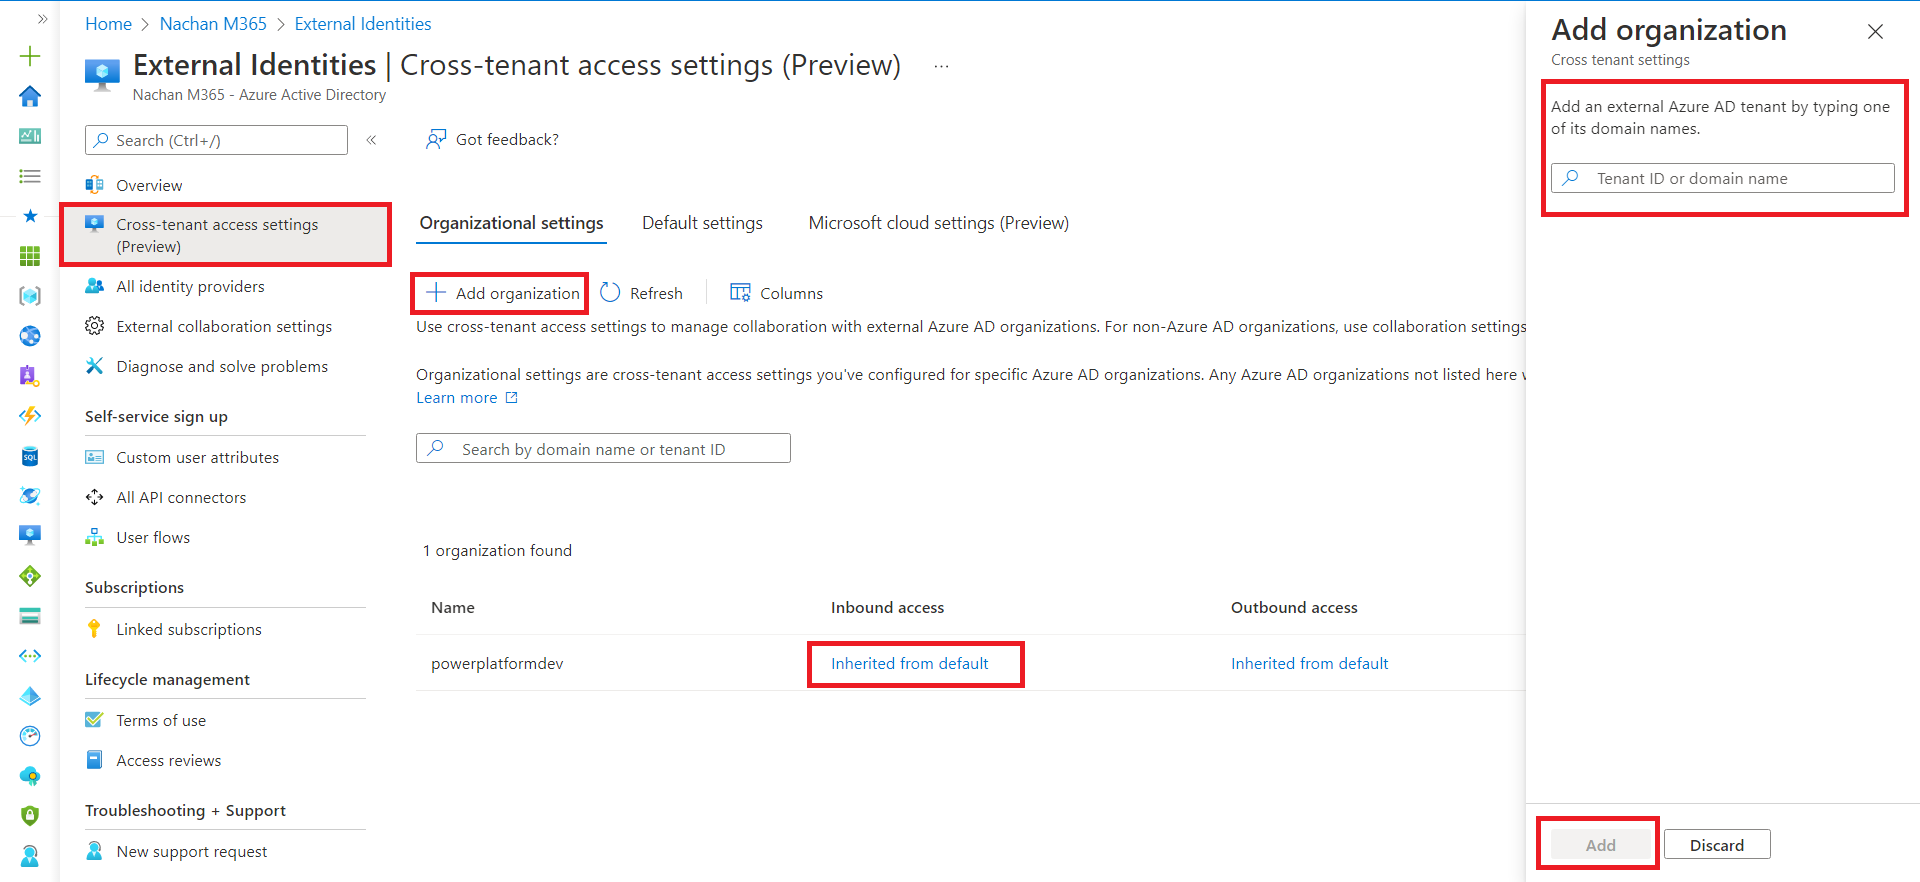 Home > Nachan M365 > External Identities
External Identities | Cross-tenant access settings (Preview) ...
Nachan M365 - Azure Active Directory
Search (Ctrl+/)
Overview
Cross-tenant access settings
(Preview)
All identity providers
External collaboration settings
Diagnose and solve problems
Self-service sign up
Custom user attributes
All API connectors
User flows
Subscriptions
Linked subscriptions
Lifecycle management
Terms of use
Access reviews
Troubleshooting + Support
New support request
Got feedback?
Organizational settings
Default settings
Microsoft cloud settings (Preview)
Add organization
Refresh
Columns
Use cross-tenant access settings to manage collaboration with external Azure AD organizations. For non-Azure AD organizations, use collaboration settings
Organizational settings are cross-tenant access settings you've configured for specific Azure AD organizations. Any Azure AD organizations not listed here
Learn more
Search by domain name or tenant ID
1 organization found
Name Inbound access Outbound access
powerplatformdev Inherited from default Inherited from default
Add organization
Cross tenant settings
Add an external Azure AD tenant by typing one
of its domain names.
Tenant ID or domain name
Add
Discard
SQL